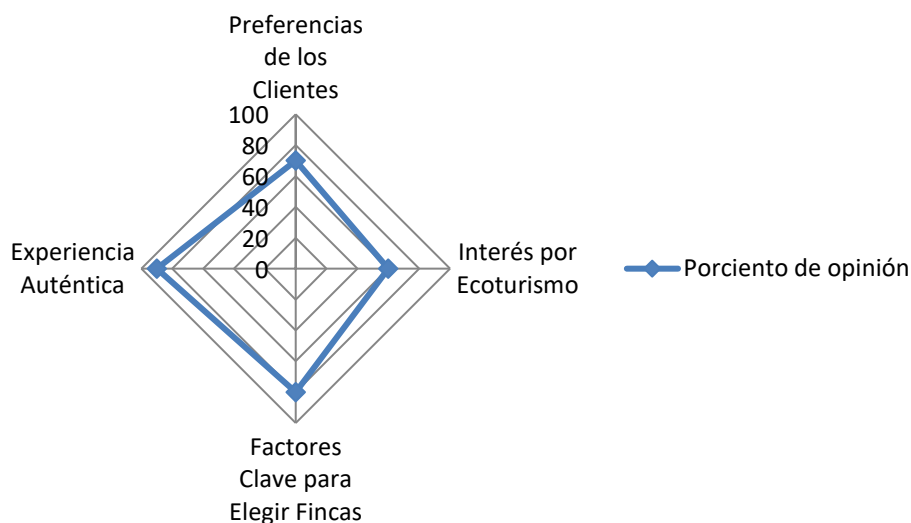 Preferencias
de los
Clientes
100
80
60
40
20
0
Experiencia
Auténtica
Interés por
Ecoturismo
Porciento de opinión
Factores
Clave para
Elegir Fincas